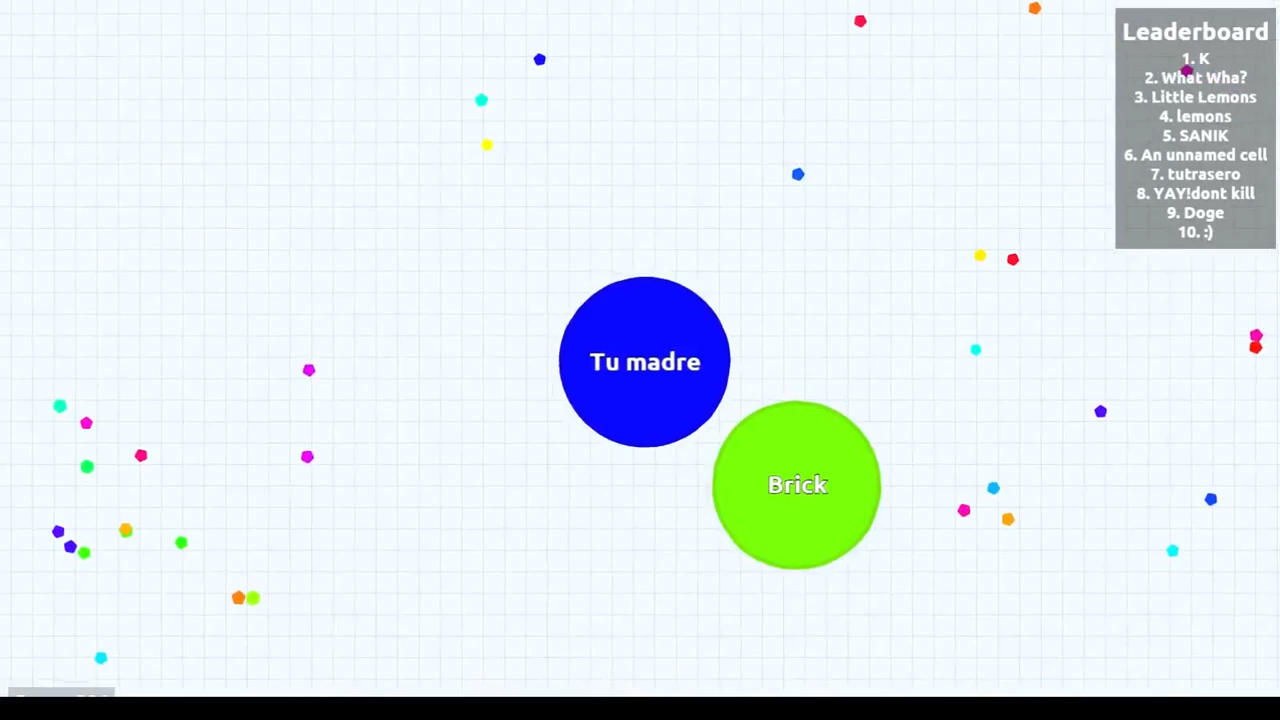 Leaderboard
1. K
2. What Wha?
3. Little Lemons
4. lemons
5. SANIK
6. An unnamed cell
7. tutrasero
8. YAY!dont kill
9. Doge
10. :)
Tu madre
Brick